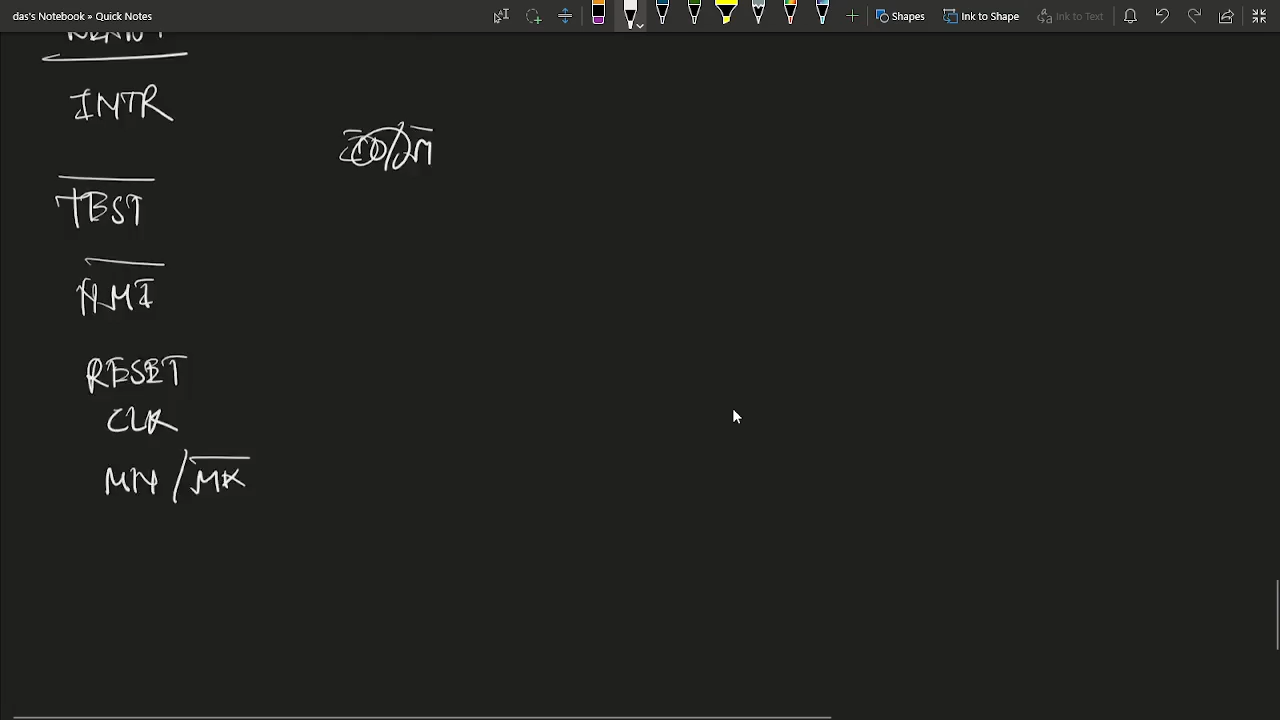 das's Notebook » Quick Notes
Shapes
Ink to Shape
Ink to Text
INTR
TEST
NMI
RESET
CLK
MN/MX